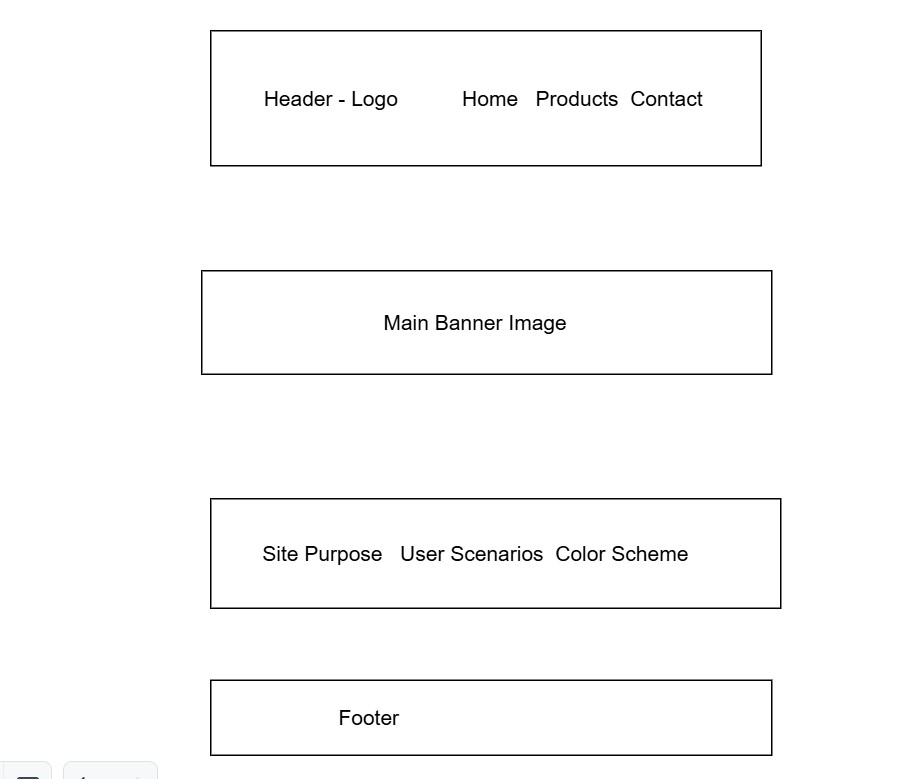 Header - Logo Home Products Contact
Main Banner Image
Site Purpose User Scenarios Color Scheme
Footer